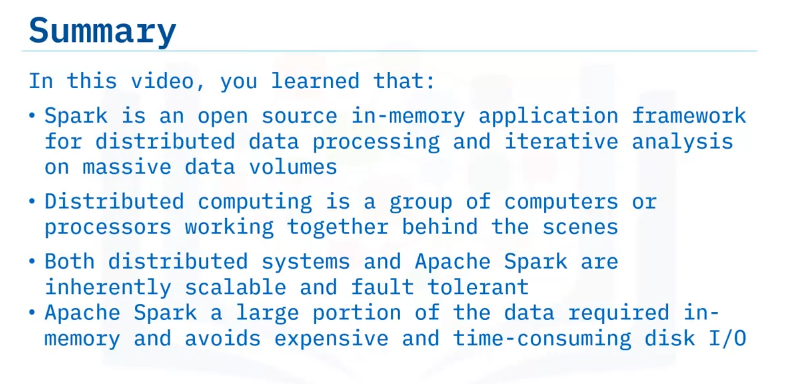 Summary
In this video, you learned that:
• Spark is an open source in-memory application framework
for distributed data processing and iterative analysis
on massive data volumes
• Distributed computing is a group of computers or
processors working together behind the scenes
• Both distributed systems and Apache Spark are
inherently scalable and fault tolerant
• Apache Spark a large portion of the data required in-
memory and avoids expensive and time-consuming disk I/O